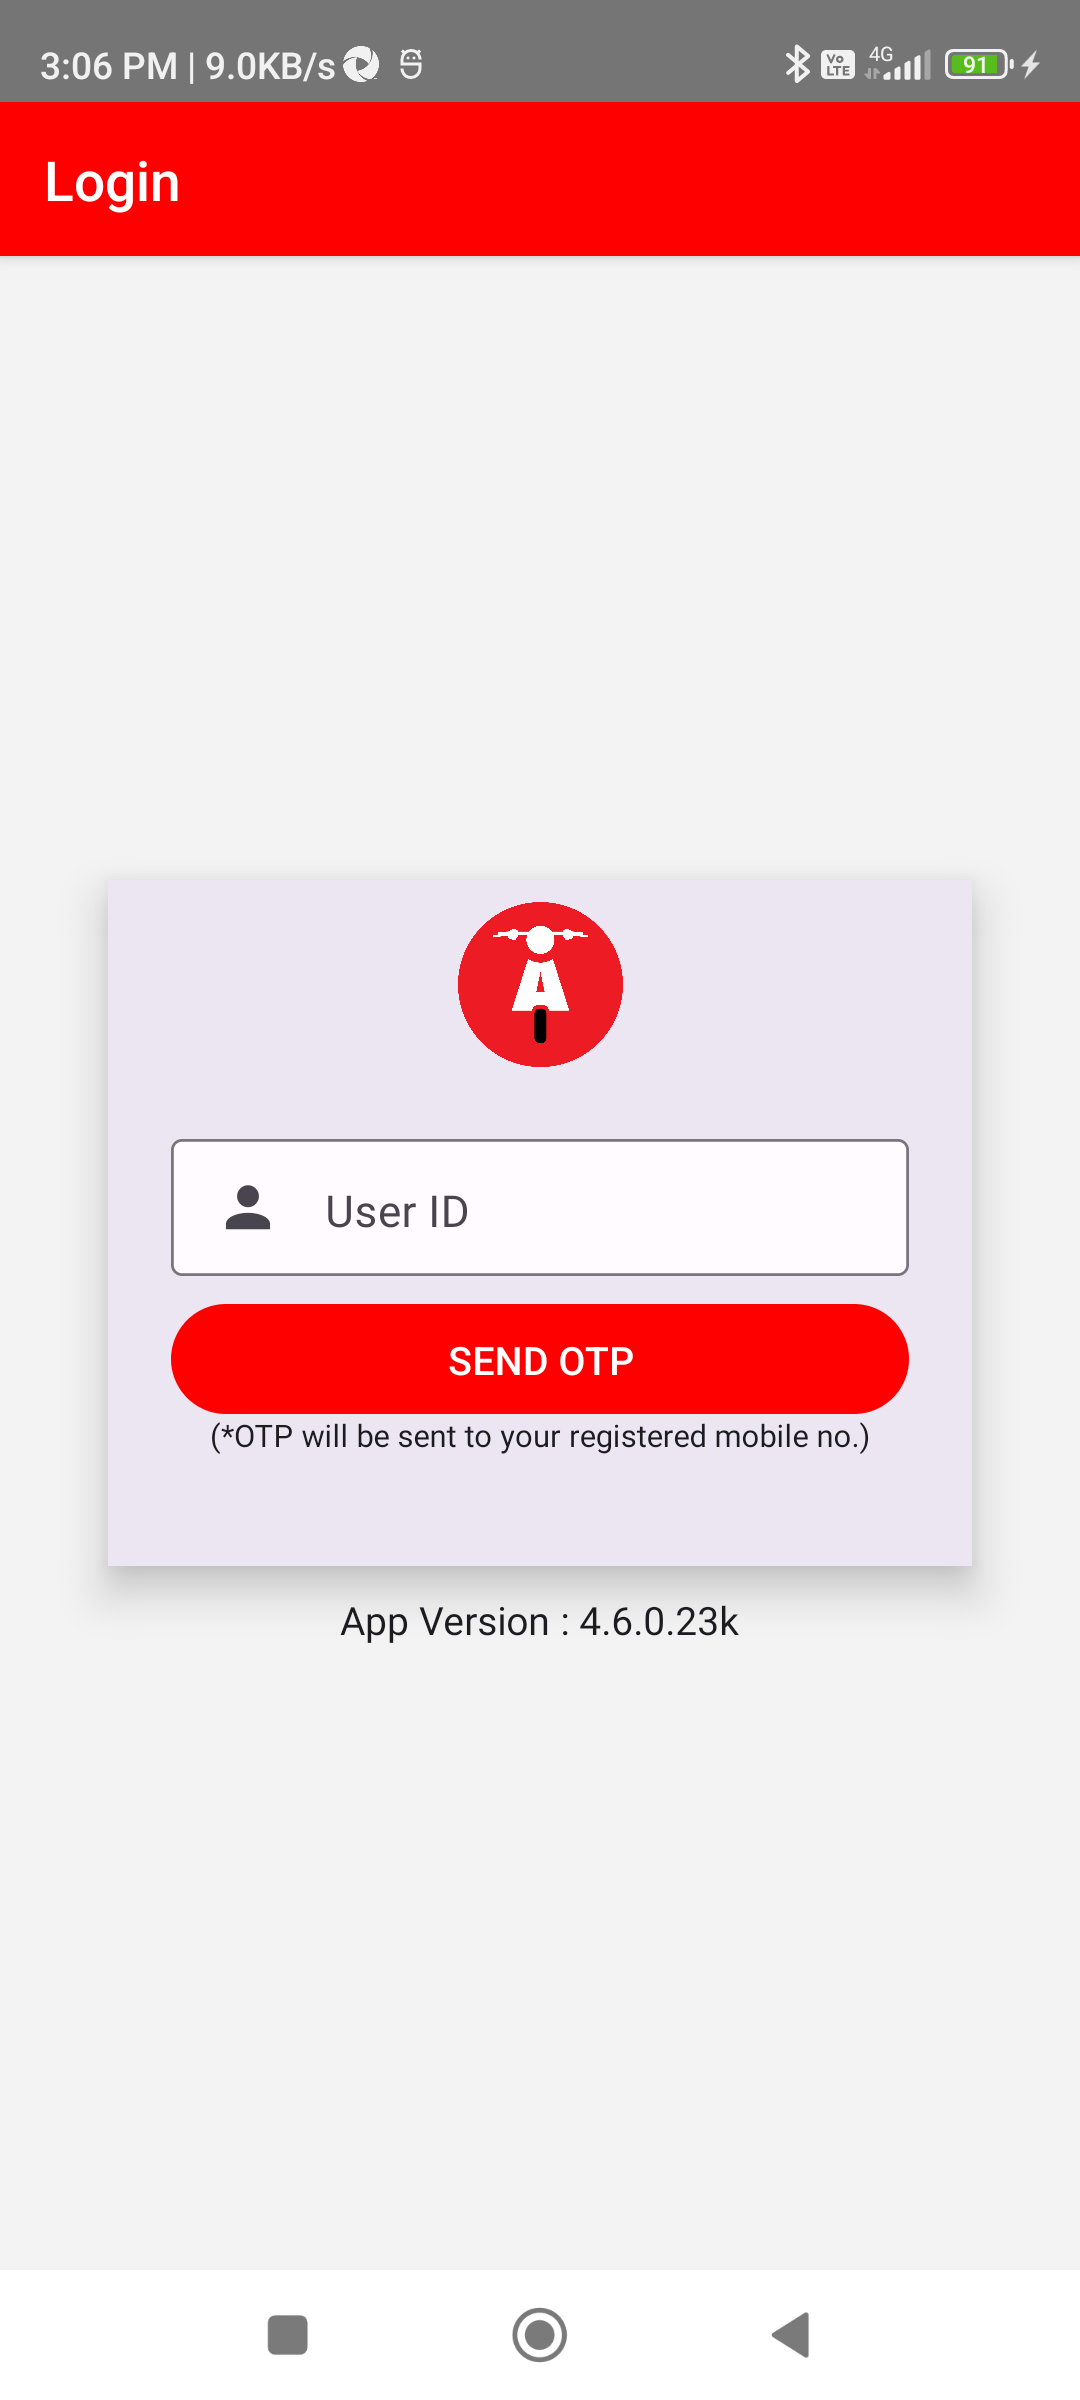 3:06 PM | 9.0KB/s Vo LTE 4G 91
Login
A
User ID
SEND OTP
(*OTP will be sent to your registered mobile no.)
App Version : 4.6.0.23k